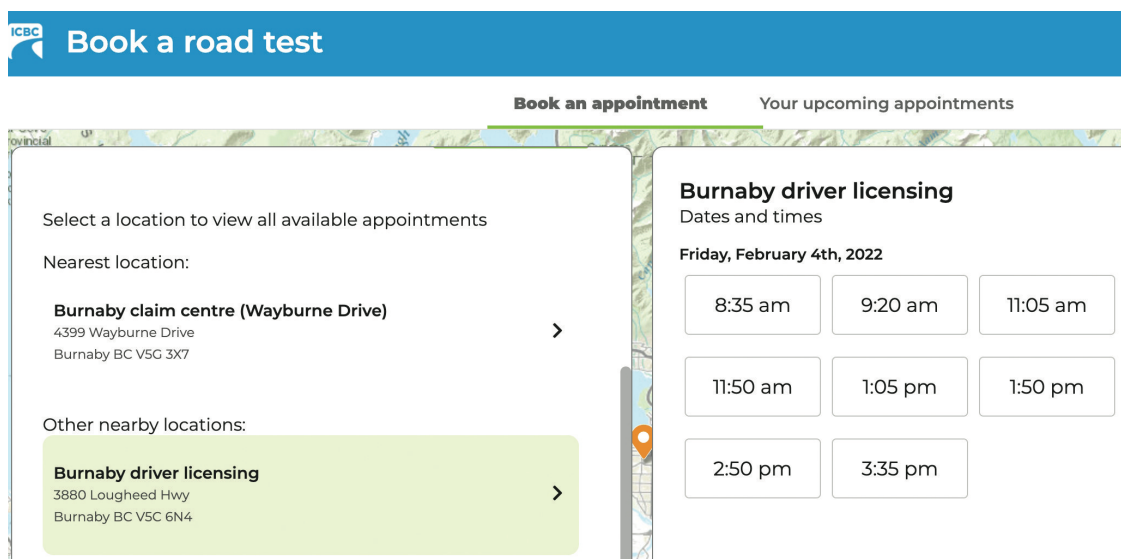 ICBC
Book a road test
Book an appointment
Your upcoming appointments
ovincial
Select a location to view all available appointments
Nearest location:
Burnaby claim centre (Wayburne Drive)
4399 Wayburne Drive
Burnaby BC V5G 3X7
Other nearby locations:
Burnaby driver licensing
3880 Lougheed Hwy
Burnaby BC V5C 6N4
Burnaby driver licensing
Dates and times
Friday, February 4th, 2022
8:35 am
9:20 am
11:05 am
11:50 am
1:05 pm
1:50 pm
2:50 pm
3:35 pm